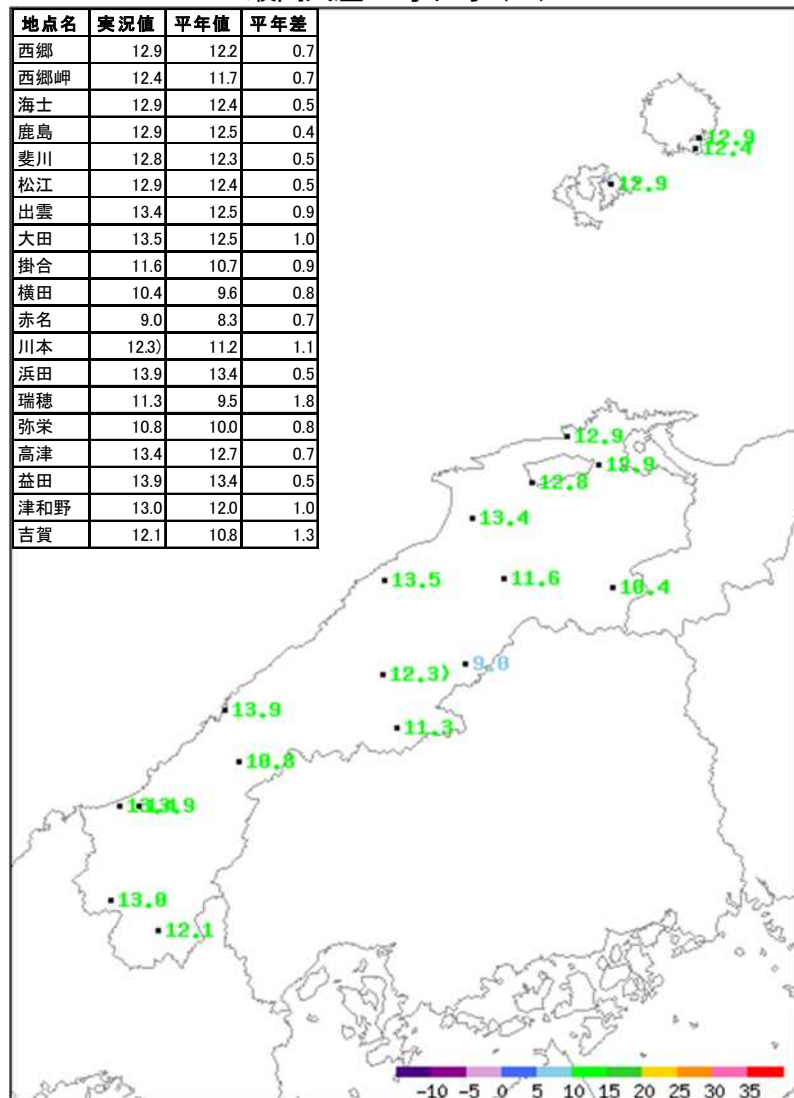 地点名 実況値 平年値 平年差
西郷 12.9 12.2 0.7
西郷岬 12.4 11.7 0.7
海士 12.9 12.4 0.5
鹿島 12.9 12.5 0.4
斐川 12.8 12.3 0.5
松江 12.9 12.4 0.5
出雲 13.4 12.5 0.9
大田 13.5 12.5 1.0
掛合 11.6 10.7 0.9
横田 10.4 9.6 0.8
赤名 9.0 8.3 0.7
川本 12.3) 11.2 1.1
浜田 13.9 13.4 0.5
瑞穂 11.3 9.5 1.8
弥栄 10.8 10.0 0.8
高津 13.4 12.7 0.7
益田 13.9 13.4 0.5
津和野 13.0 12.0 1.0
吉賀 12.1 10.8 1.3
12.9
12.4
12.9
12.9
12.9
12.8
13.4
13.5 11.6 10.4
9.0
12.3)
13.9
11.3
10.8
13.4 13.9
13.0
12.1
-10 -5 0 5 10 15 20 25 30 35